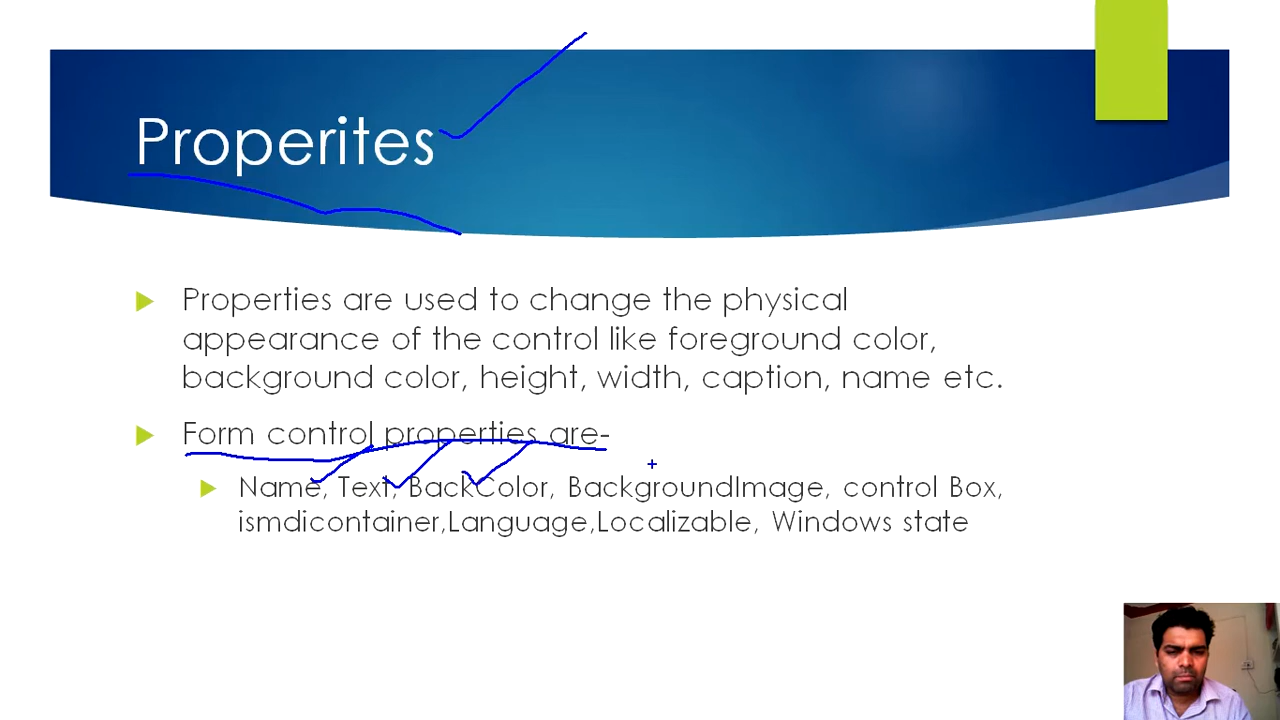 Properites
Properties are used to change the physical
appearance of the control like foreground color,
background color, height, width, caption, name etc.
Form control properties are-
Name, Text, BackColor, BackgroundImage, control Box,
ismdicontainer,Language,Localizable, Windows state